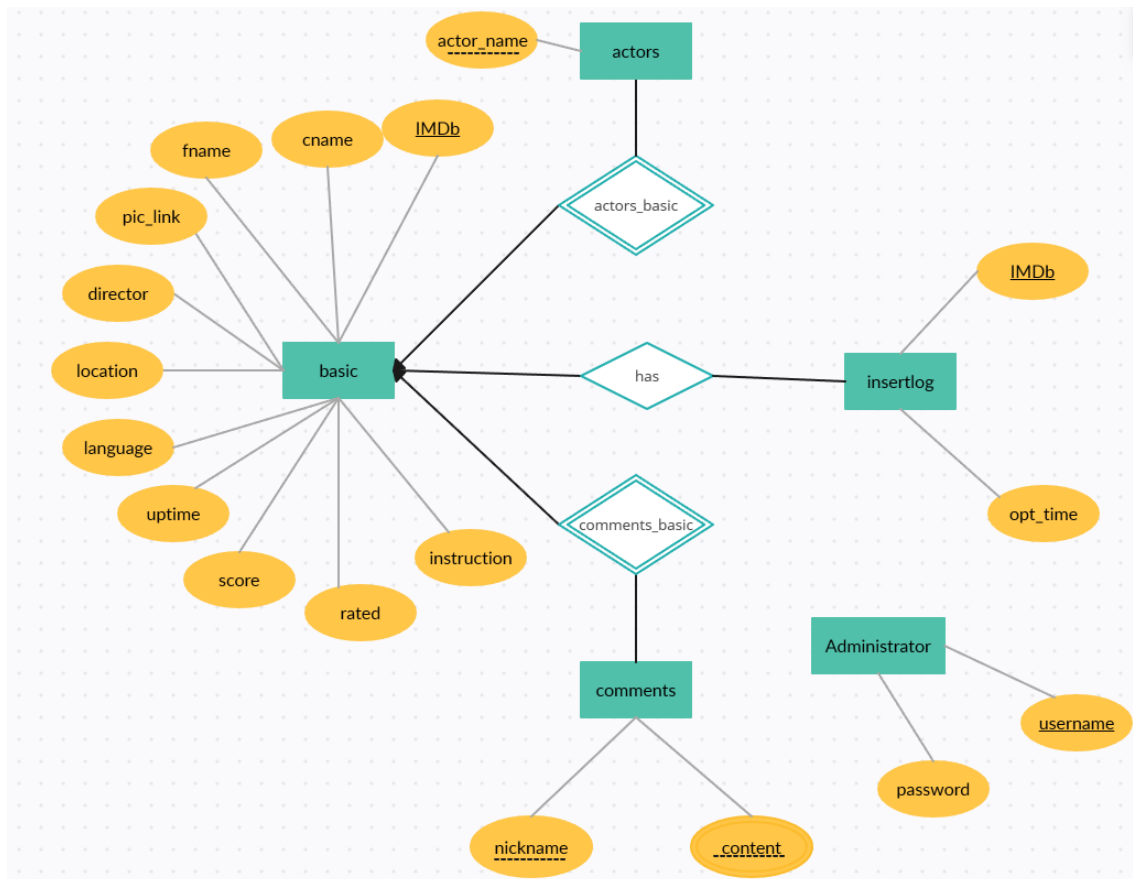 actor_name
actors
IMDb
cname
fname
pic_link
actors_basic
director
IMDb
location
basic
has
insertlog
language
uptime
opt_time
comments_basic
instruction
score
rated
Administrator
comments
username
password
nickname
content